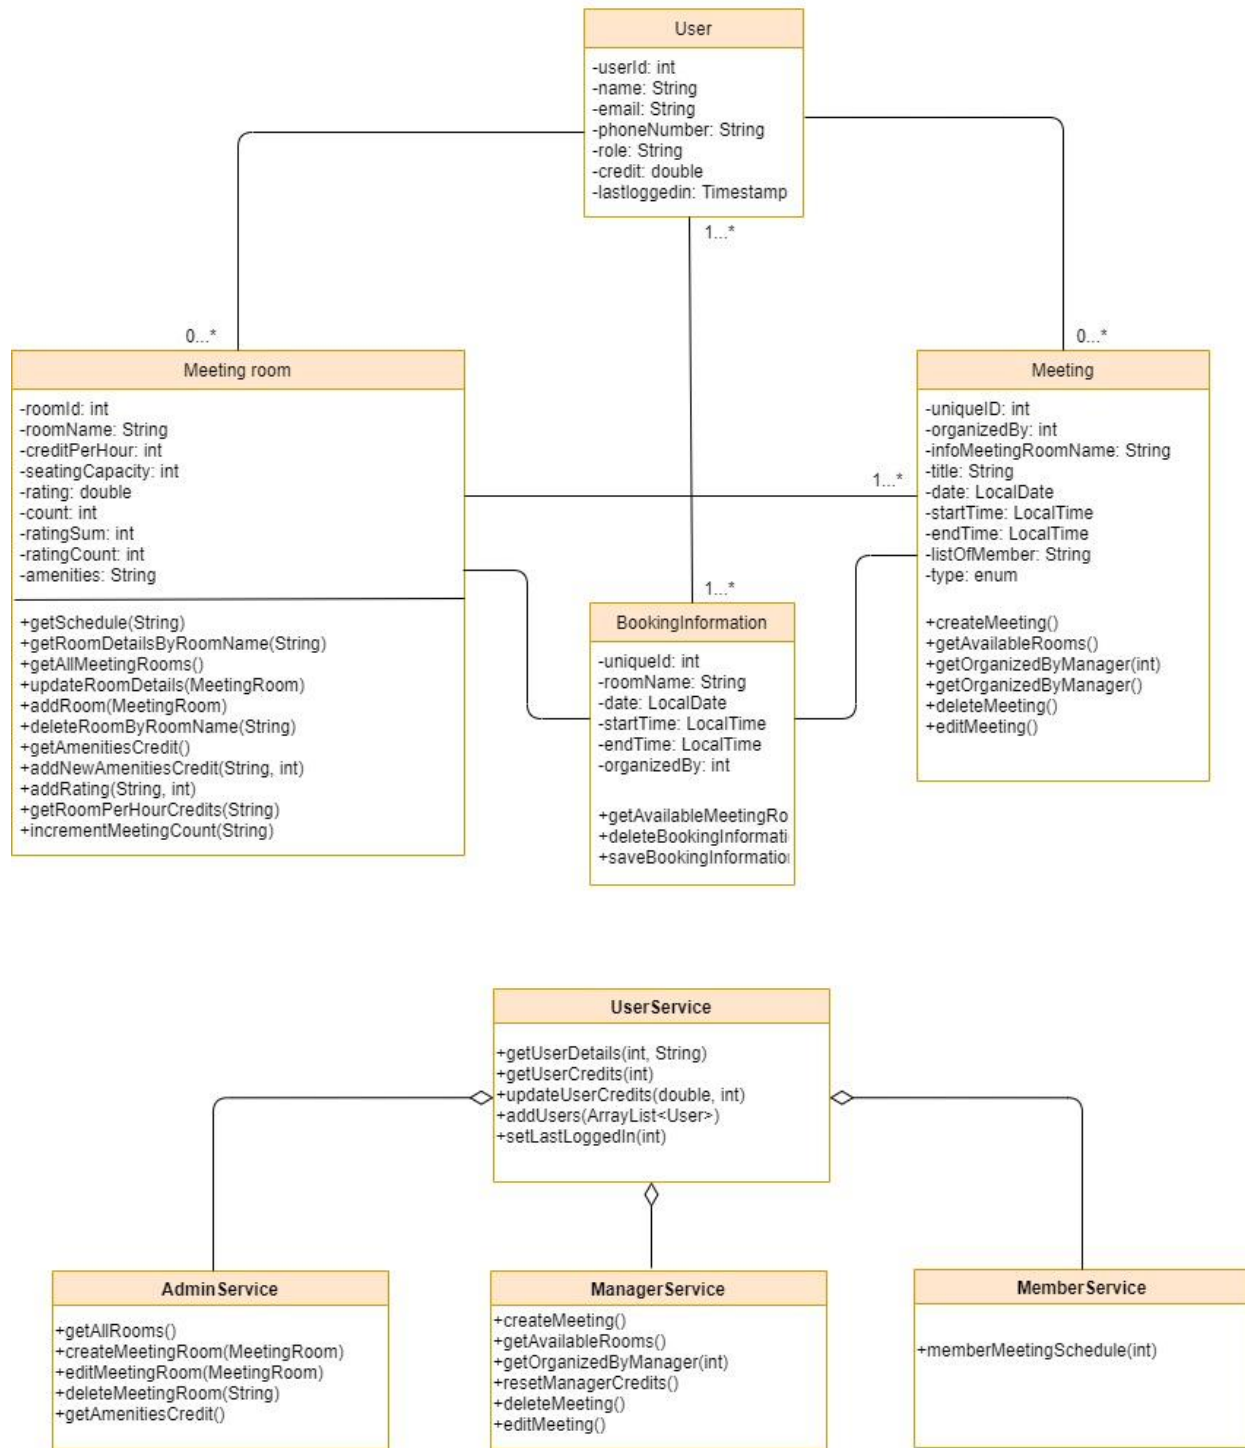 User
-userId: int
-name: String
-email: String
-phoneNumber: String
-role: String
-credit: double
-lastloggedin: Timestamp
1...*
0...*
0...*
Meeting room
-roomId: int
-roomName: String
-creditPerHour: int
-seatingCapacity: int
-rating: double
-count: int
-ratingSum: int
-ratingCount: int
-amenities: String
+getSchedule(String)
+getRoomDetailsByRoomName(String)
+getAllMeetingRooms()
+updateRoomDetails(MeetingRoom)
+addRoom(MeetingRoom)
+deleteRoomByRoomName(String)
+getAmenitiesCredit()
+addNewAmenitiesCredit(String, int)
+addRating(String, int)
+getRoomPerHourCredits(String)
+incrementMeetingCount(String)
1...*
Meeting
-uniqueID: int
-organizedBy: int
-infoMeetingRoomName: String
-title: String
-date: LocalDate
-startTime: LocalTime
-endTime: LocalTime
-listOfMember: String
-type: enum
+createMeeting()
+getAvailableRooms()
+getOrganizedByManager(int)
+getOrganizedByManager()
+deleteMeeting()
+editMeeting()
1...*
BookingInformation
-uniqueId: int
-roomName: String
-date: LocalDate
-startTime: LocalTime
-endTime: LocalTime
-organizedBy: int
+getAvailableMeetingRo
+deleteBookingInformati
+saveBookingInformation
UserService
+getUserDetails(int, String)
+getUserCredits(int)
+updateUserCredits(double, int)
+addUsers(ArrayList<User>)
+setLastLoggedIn(int)
AdminService
+getAllRooms()
+createMeetingRoom(MeetingRoom)
+editMeetingRoom(MeetingRoom)
+deleteMeetingRoom(String)
+getAmenitiesCredit()
ManagerService
+createMeeting()
+getAvailableRooms()
+getOrganizedByManager(int)
+resetManagerCredits()
+deleteMeeting()
+editMeeting()
MemberService
+memberMeetingSchedule(int)